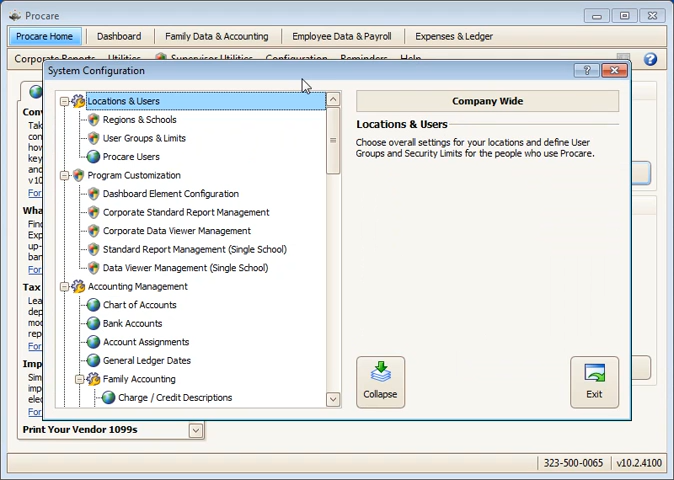 Procare
Procare Home
Dashboard
Family Data & Accounting
Employee Data & Payroll
Expenses & Ledger
Corporate Reports
Utilities
Supervisor Utilities
Configuration
Reminders
Help
System Configuration
Locations & Users
Regions & Schools
User Groups & Limits
Procare Users
Program Customization
Dashboard Element Configuration
Corporate Standard Report Management
Corporate Data Viewer Management
Standard Report Management (Single School)
Data Viewer Management (Single School)
Accounting Management
Chart of Accounts
Bank Accounts
Account Assignments
General Ledger Dates
Family Accounting
Charge / Credit Descriptions
Company Wide
Locations & Users
Choose overall settings for your locations and define User
Groups and Security Limits for the people who use Procare.
Collapse
Exit
Print Your Vendor 1099s
323-500-0065
v10.2.4100